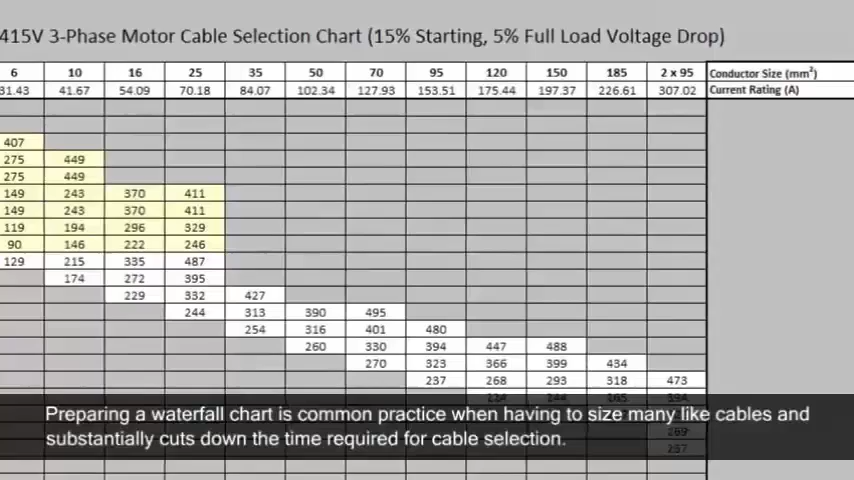 415V 3-Phase Motor Cable Selection Chart (15% Starting, 5% Full Load Voltage Drop)
6 10 16 25 35 50 70 95 120 150 185 2 x 95 Conductor Size (mm²)
31.43 41.67 54.09 70.18 84.07 102.34 127.93 153.51 175.44 197.37 226.61 307.02 Current Rating (A)
407
275 449
275 449
149 243 370 411
149 243 370 411
119 194 296 329
90 146 222 246
129 215 335 487
174 272 395
229 332 427
244 313 390 495
254 316 401 480
260 330 394 447 488
270 323 366 399 434
237 268 293 318 473
Preparing a waterfall chart is common practice when having to size many like cables and
substantially cuts down the time required for cable selection.